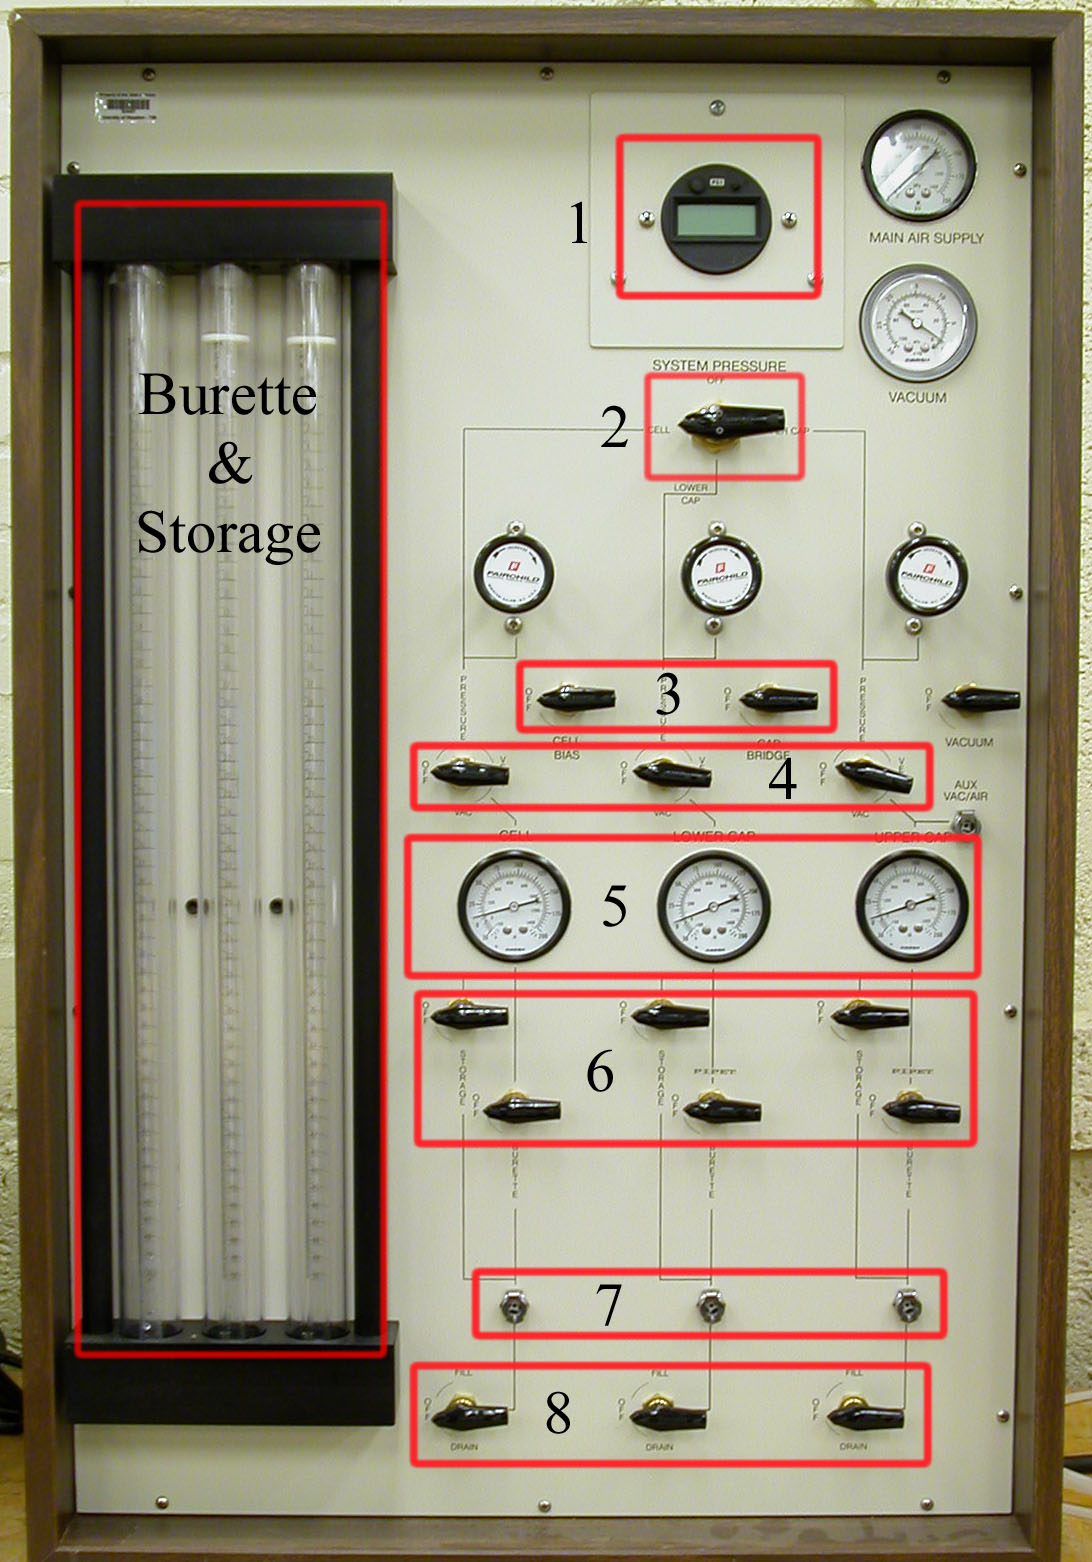 PSI
1
MAIN AIR SUPPLY
VACUUM
SYSTEM PRESSURE
OFF
2
CELL
ER CAP
LOWER
CAP
Burette
&
Storage
FAIRCHILD
FAIRCHILD
FAIRCHILD
PRESSURE
PRESSURE
PRESSURE
OFF
OFF
OFF
3
CELL
BIAS
CAP
BRIDGE
VACUUM
OFF
OFF
OFF
4
VAC
VAC
VAC
AUX
VAC/AIR
CELL
LOWER CAP
UPPER CAP
5
OFF
OFF
OFF
STORAGE
STORAGE
STORAGE
6
PIPET
PIPET
OFF
OFF
OFF
BURETTE
BURETTE
BURETTE
7
FILL
FILL
FILL
OFF
OFF
OFF
8
DRAIN
DRAIN
DRAIN